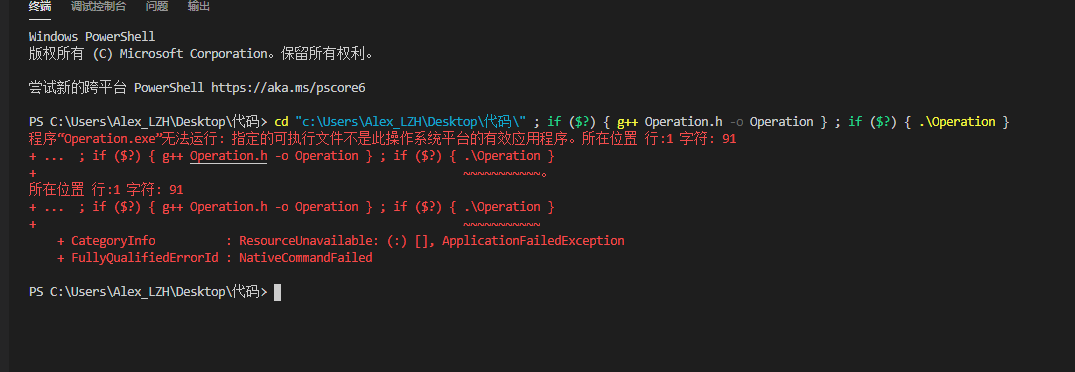 终端 调试控制台 问题 输出
Windows PowerShell
版权所有 (C) Microsoft Corporation。保留所有权利。
尝试新的跨平台 PowerShell https://aka.ms/pscore6
PS C:\Users\Alex_LZH\Desktop\代码> cd "c:\Users\Alex_LZH\Desktop\代码\" ; if ($?) { g++ Operation.h -o Operation } ; if ($?) { .\Operation }
程序“Operation.exe”无法运行: 指定的可执行文件不是此操作系统平台的有效应用程序。所在位置 行:1 字符: 91
+ ... ; if ($?) { g++ Operation.h -o Operation } ; if ($?) { .\Operation }
+ ~~~~~~~~~~~。
所在位置 行:1 字符: 91
+ ... ; if ($?) { g++ Operation.h -o Operation } ; if ($?) { .\Operation }
+ ~~~~~~~~~~~
+ CategoryInfo : ResourceUnavailable: (:) [], ApplicationFailedException
+ FullyQualifiedErrorId : NativeCommandFailed
PS C:\Users\Alex_LZH\Desktop\代码>